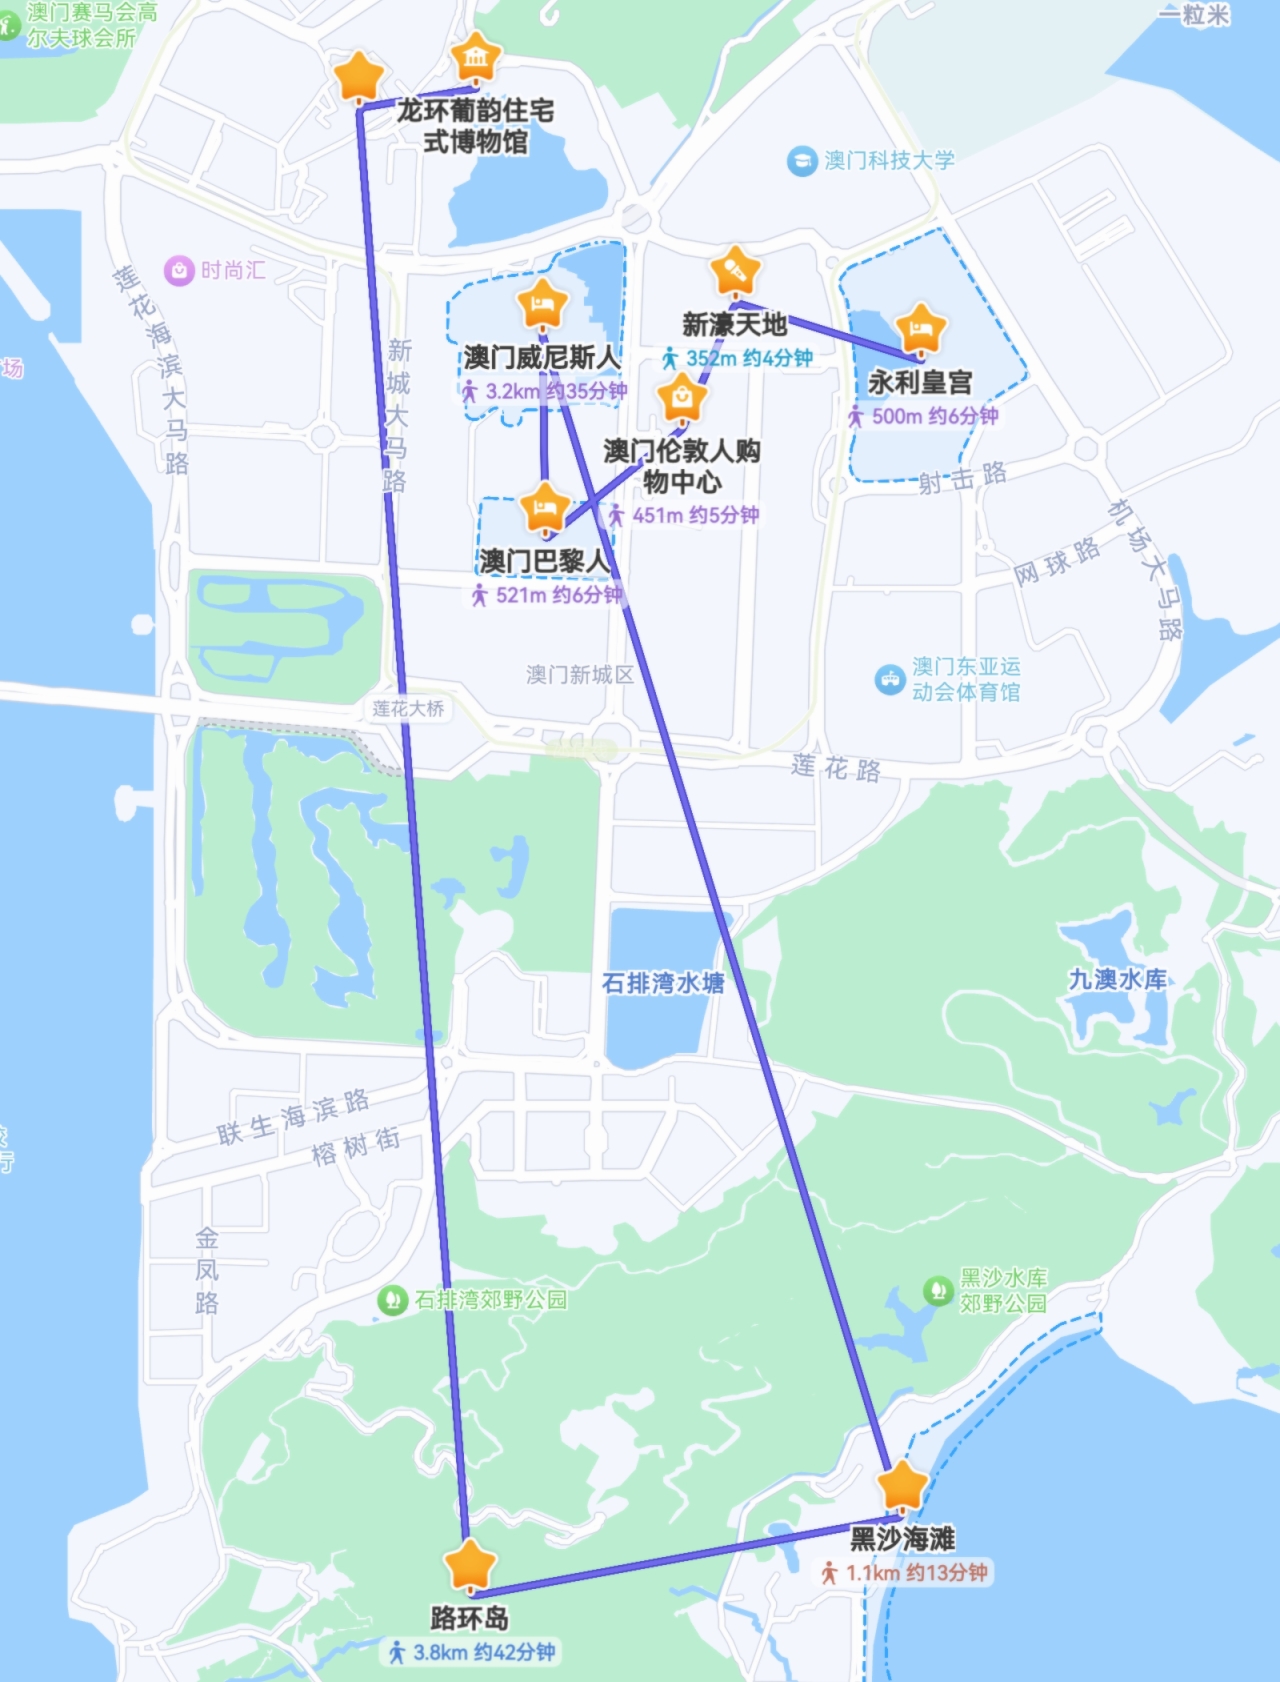 澳门赛马会高
尔夫球会所
一粒米
龙环葡韵住宅
式博物馆
澳门科技大学
时尚汇
莲花海滨大马路
新城大马路
场
澳门威尼斯人
3.2km 约35分钟
新濠天地
352m 约4分钟
永利皇宫
500m 约6分钟
澳门伦敦人购
物中心
451m 约5分钟
射击路
机场大马路
网球路
澳门巴黎人
521m 约6分钟
澳门新城区
澳门东亚运
动会体育馆
莲花大桥
莲花路
石排湾水塘
九澳水库
联生海滨路
榕树街
行
金凤路
石排湾郊野公园
黑沙水库
郊野公园
黑沙海滩
1.1km 约13分钟
路环岛
3.8km 约42分钟